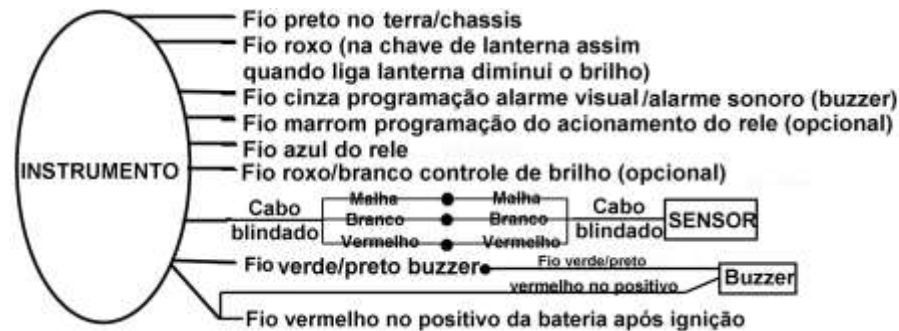 Fio preto no terra/chassis
Fio roxo (na chave de lanterna assim
quando liga lanterna diminui o brilho)
Fio cinza programação alarme visual/alarme sonoro (buzzer)
Fio marrom programação do acionamento do rele (opcional)
Fio azul do rele
INSTRUMENTO
Fio roxo/branco controle de brilho (opcional)
Cabo blindado
Malha Malha
Branco Branco
Vermelho Vermelho
Cabo blindado
SENSOR
Fio verde/preto buzzer
Fio verde/preto
vermelho no positivo
Buzzer
Fio vermelho no positivo da bateria após ignição